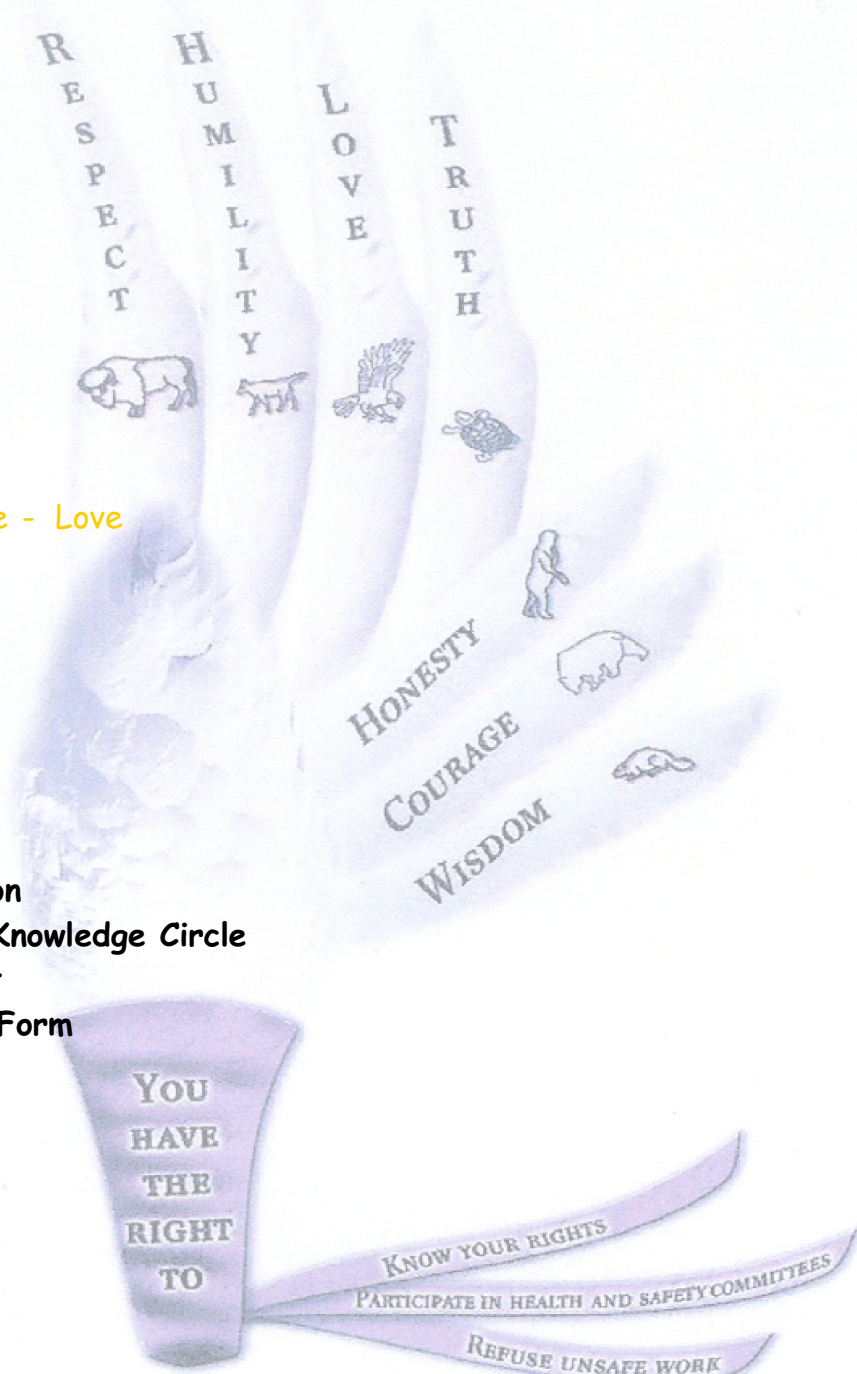 RESPECT
HUMILITY
LOVE
TRUTH
e - Love
HONESTY
COURAGE
WISDOM
on
Knowledge Circle
Form
YOU
HAVE
THE
RIGHT
TO
KNOW YOUR RIGHTS
PARTICIPATE IN HEALTH AND SAFETY COMMITTEES
REFUSE UNSAFE WORK